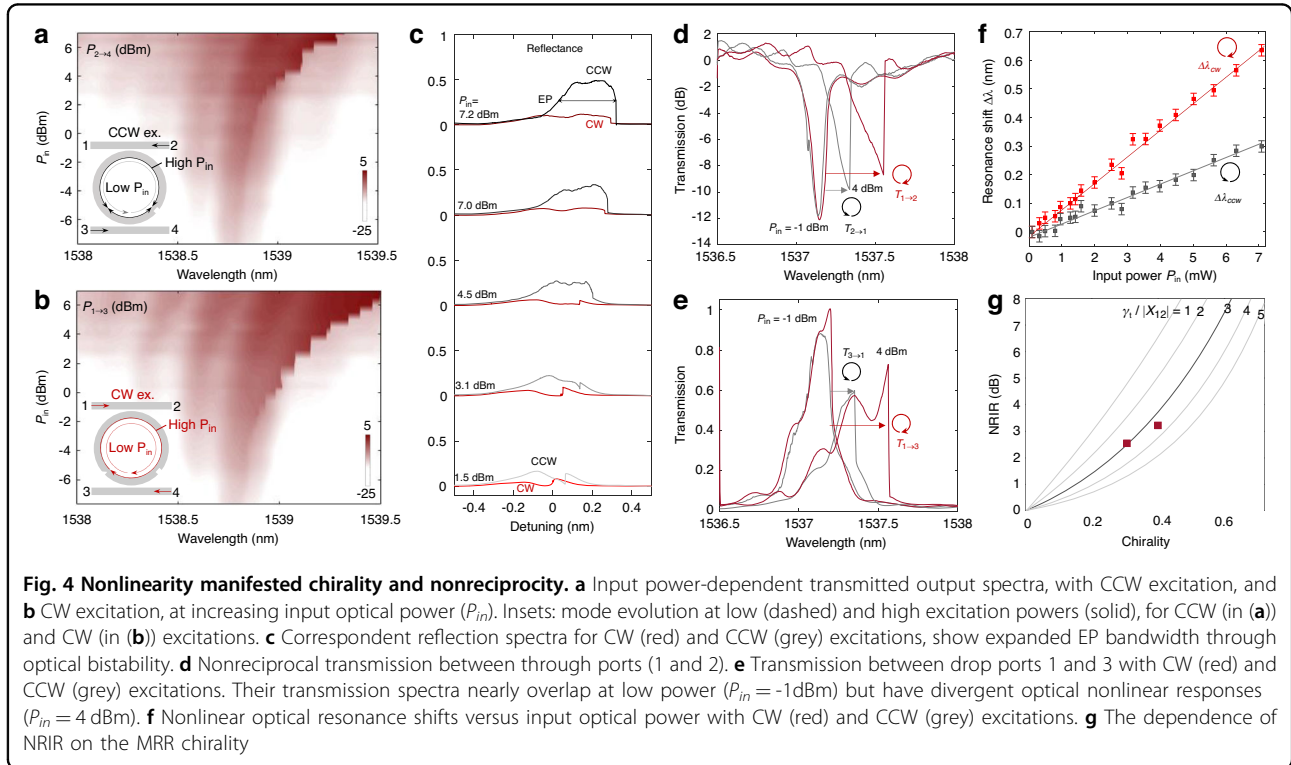 a
P2→4 (dBm)
6
4
2
0
-2
-4
-6
Pin (dBm)
CCW ex.
1
2
High Pin
Low Pin
3
4
5
-25
1538
1538.5
1539
1539.5
Wavelength (nm)
b
P1→3 (dBm)
6
4
2
0
-2
-4
-6
Pin (dBm)
CW ex.
1
2
High Pin
Low Pin
3
4
5
-25
1538
1538.5
1539
1539.5
Wavelength (nm)
c
Reflectance
1
CCW
0.5
EP
Pin=
7.2 dBm
0
CW
0.5
7.0 dBm
0
0.5
4.5 dBm
0
0.5
3.1 dBm
0
0.5
CCW
1.5 dBm
0
CW
-0.4
-0.2
0
0.2
0.4
Detuning (nm)
d
2
0
-2
-4
-6
-8
-10
-12
-14
Transmission (dB)
4 dBm
T1→2
Pin = -1 dBm
T2→1
1536.5
1537
1537.5
1538
e
1
0.8
0.6
0.4
0.2
0
Transmission
Pin = -1 dBm
T3→1
4 dBm
T1→3
1536.5
1537
1537.5
1538
Wavelength (nm)
f
0.7
0.6
0.5
0.4
0.3
0.2
0.1
0
Resonance shift Δλ (nm)
Δλcw
Δλccw
0
1
2
3
4
5
6
7
Input power Pin (mW)
g
8
7
6
5
4
3
2
1
0
NRIR (dB)
γt / |X12| = 1 2 3 4 5
0
0.2
0.4
0.6
Chirality
Fig. 4 Nonlinearity manifested chirality and nonreciprocity. a Input power-dependent transmitted output spectra, with CCW excitation, and
b CW excitation, at increasing input optical power (Pin). Insets: mode evolution at low (dashed) and high excitation powers (solid), for CCW (in (a))
and CW (in (b)) excitations. c Correspondent reflection spectra for CW (red) and CCW (grey) excitations, show expanded EP bandwidth through
optical bistability. d Nonreciprocal transmission between through ports (1 and 2). e Transmission between drop ports 1 and 3 with CW (red) and
CCW (grey) excitations. Their transmission spectra nearly overlap at low power (Pin = -1dBm) but have divergent optical nonlinear responses
(Pin = 4 dBm). f Nonlinear optical resonance shifts versus input optical power with CW (red) and CCW (grey) excitations. g The dependence of
NRIR on the MRR chirality